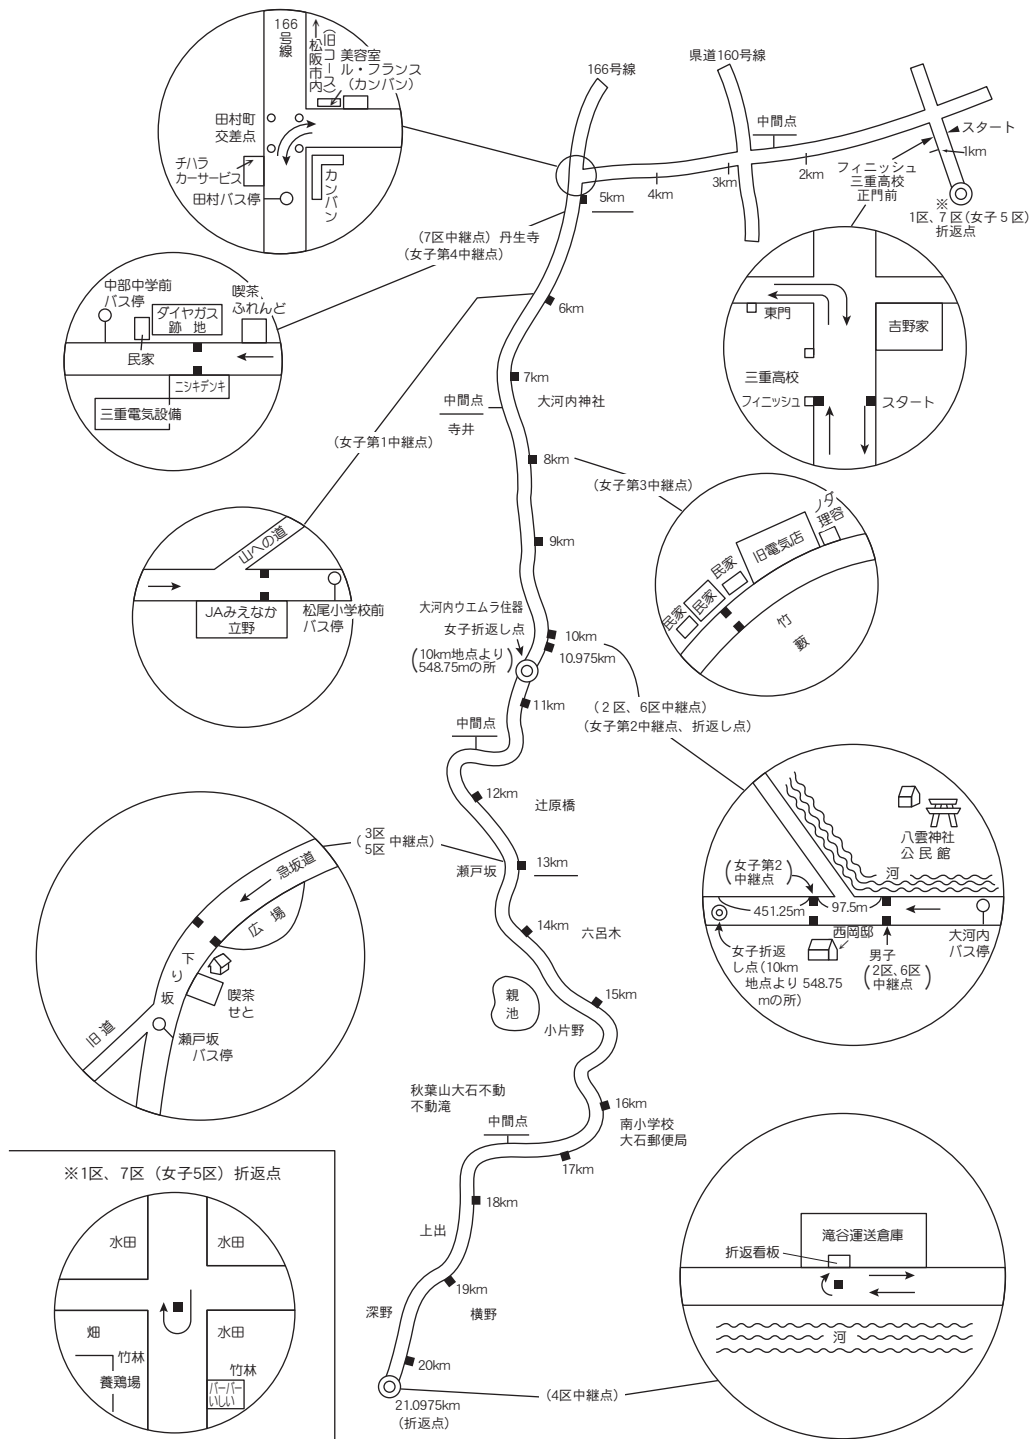 166
号
線
松阪市内
(旧コース)
美容室
ル・フランス
(カンバン)
田村町
交差点
チハラ
カーサービス
田村バス停
カンバン
166号線
県道160号線
中間点
スタート
1km
2km
3km
4km
5km
フィニッシュ
三重高校
正門前
※
1区、7区(女子5区)
折返点
(7区中継点)丹生寺
(女子第4中継点)
中部中学前
バス停
喫茶、
ふれんど
ダイヤガス
跡 地
民家
ニシキデンキ
三重電気設備
6km
7km
大河内神社
中間点
寺井
(女子第1中継点)
8km
(女子第3中継点)
東門
吉野家
三重高校
フィニッシュ
スタート
ノダ
理容
旧電気店
民家
民家
民家
竹
藪
9km
山への道
JAみえなか
立野
松尾小学校前
バス停
大河内ウエムラ住器
女子折返し点
(10km地点より
548.75mの所)
10km
10.975km
11km
(2区、6区中継点)
(女子第2中継点、折返し点)
中間点
12km
辻原橋
(3区
5区 中継点)
瀬戸坂
13km
14km
六呂木
急坂道
広場
下り坂
喫茶
せと
旧道
瀬戸坂
バス停
八雲神社
公民館
河
(女子第2
中継点)
451.25m
97.5m
西岡邸
女子折返
し点(10km
地点より 548.75
mの所)
男子
(2区、6区
中継点)
大河内
バス停
親
池
15km
小片野
秋葉山大石不動
不動滝
中間点
16km
南小学校
大石郵便局
17km
18km
上出
19km
深野
横野
20km
21.0975km
(折返点)
(4区中継点)
※1区、7区(女子5区)折返点
水田
水田
畑
水田
竹林
養鶏場
竹林
バーバー
いしい
滝谷運送倉庫
折返看板
河